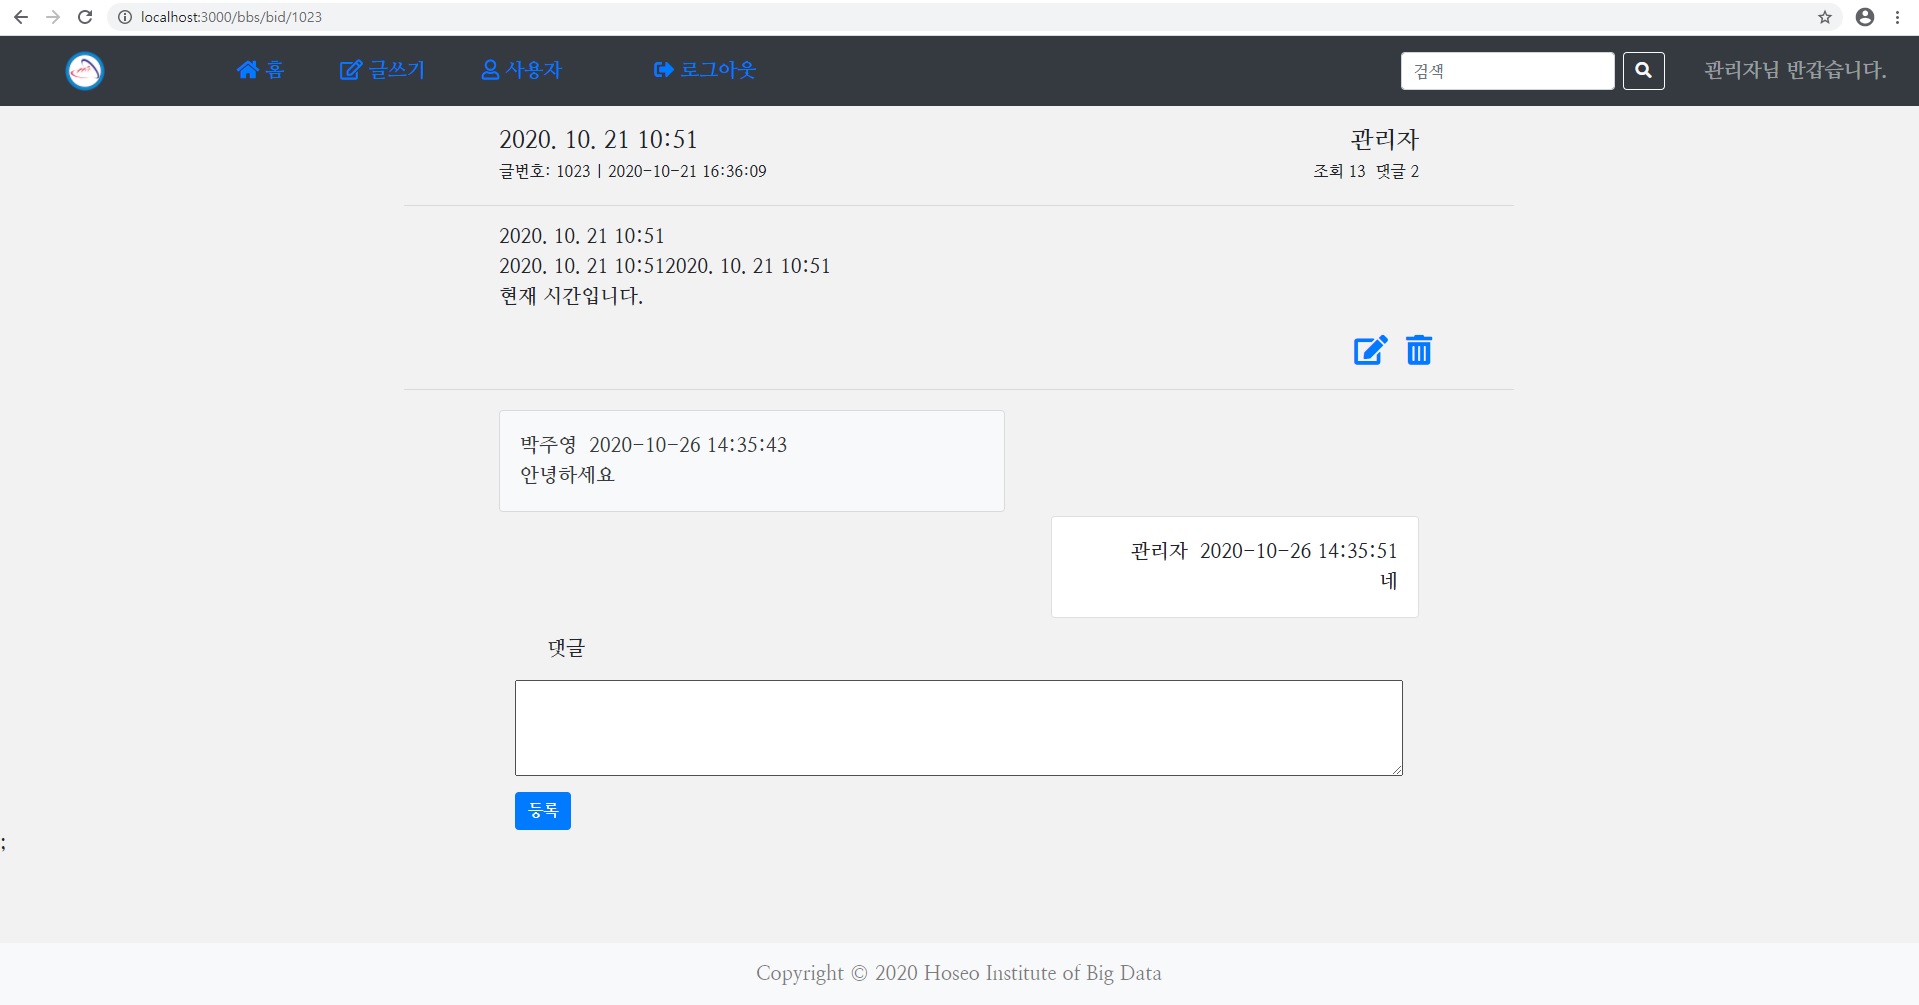 localhost:3000/bbs/bid/1023
홈 글쓰기 사용자 로그아웃 검색 관리자님 반갑습니다.
2020. 10. 21 10:51 관리자
글번호: 1023 | 2020-10-21 16:36:09 조회 13 댓글 2
2020. 10. 21 10:51
2020. 10. 21 10:512020. 10. 21 10:51
현재 시간입니다.
박주영 2020-10-26 14:35:43
안녕하세요
관리자 2020-10-26 14:35:51
네
댓글
등록
;
Copyright © 2020 Hoseo Institute of Big Data